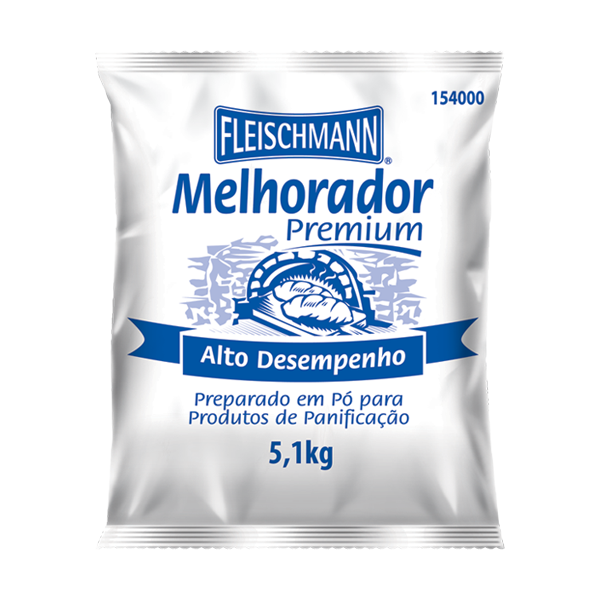 154000
FLEISCHMANN®
Melhorador
Premium
Alto Desempenho
Preparado em Pó para
Produtos de Panificação
5,1kg